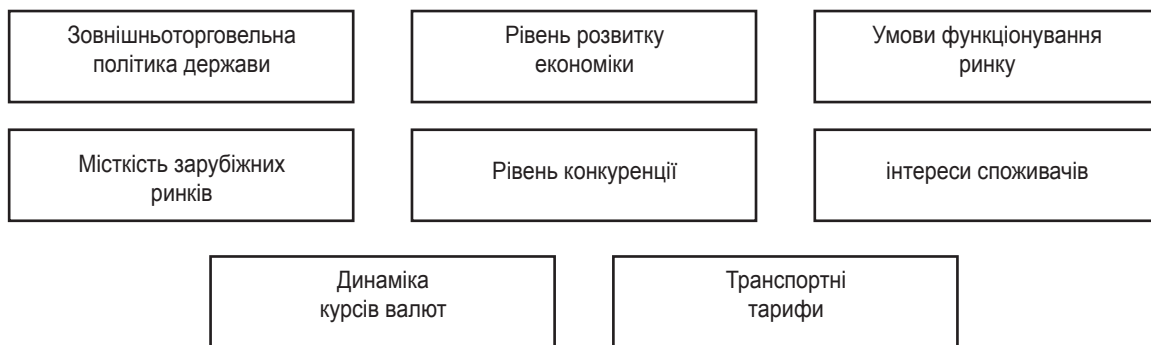 Зовнішньоторговельна
політика держави
Рівень розвитку
економіки
Умови функціонування
ринку
Місткість зарубіжних
ринків
Рівень конкуренції
інтереси споживачів
Динаміка
курсів валют
Транспортні
тарифи